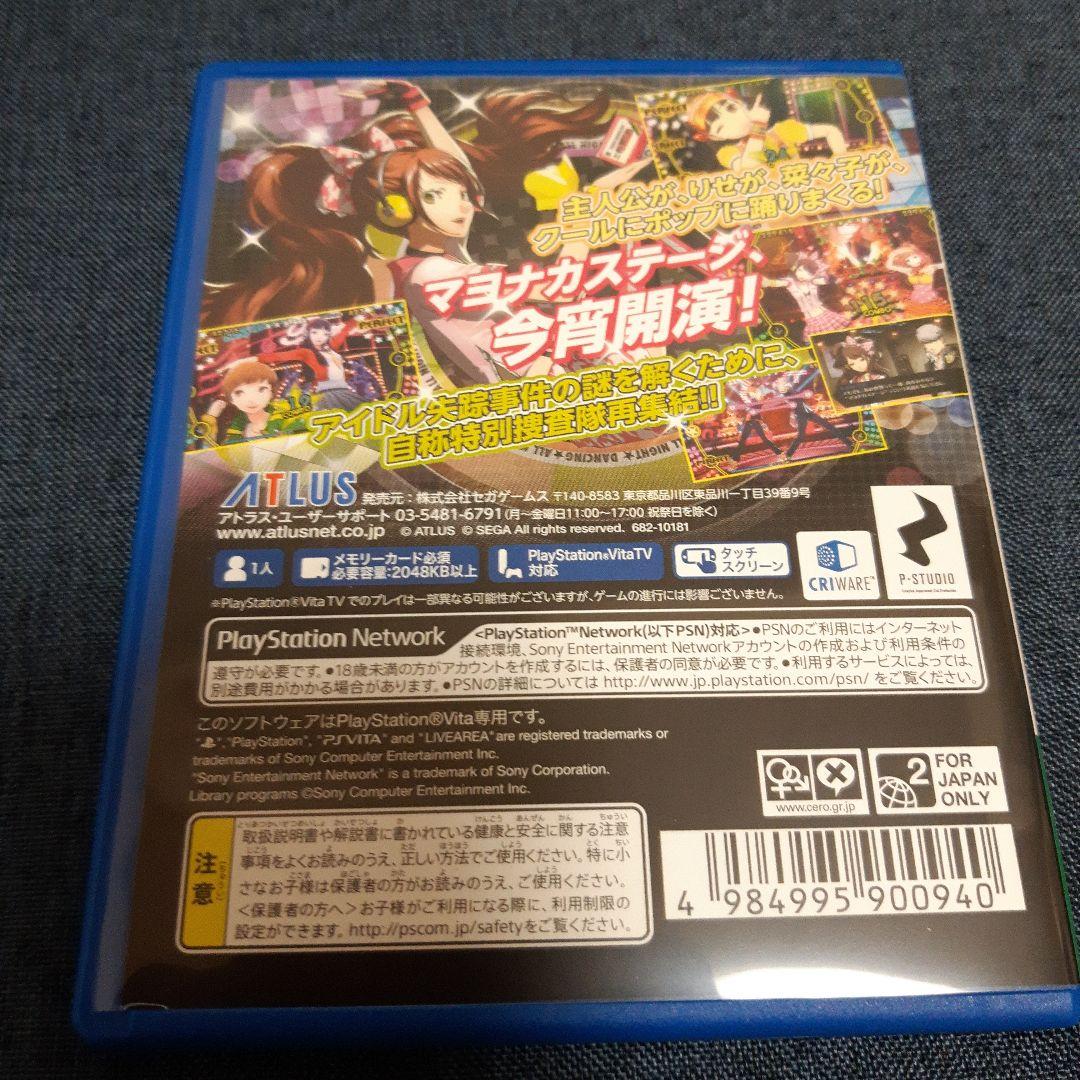 PERFECT
主人公が、りせが、菜々子が、
クールにポップに踊りまくる!
マヨナカステージ、
今宵開演!
PERFECT
アイドル失踪事件の謎を解くために、
自称特別捜査隊再集結!!
NIGHT★DANCING★ALL
ATLUS 発売元:株式会社セガゲームス 〒140-8583 東京都品川区東品川一丁目39番9号
アトラス・ユーザーサポート 03-5481-6791(月~金曜日11:00~17:00 祝祭日を除く)
www.atlusnet.co.jp © ATLUS © SEGA All rights reserved. 682-10181
1人
メモリーカード必須
必要容量:2048KB以上
PlayStation®VitaTV
対応
タッチ
スクリーン
CRIWARE™
P-STUDIO
※PlayStation®Vita TV でのプレイは一部異なる可能性がございますが、ゲームの進行には影響ございません。
PlayStation Network <PlayStation™Network(以下PSN)対応> ●PSNのご利用にはインターネット
接続環境、Sony Entertainment Networkアカウントの作成および利用条件の
遵守が必要です。●18歳未満の方がアカウントを作成するには、保護者の同意が必要です。●利用するサービスによっては、
別途費用がかかる場合があります。●PSNの詳細については http://www.jp.playstation.com/psn/ をご覧ください。
このソフトウェアはPlayStation®Vita専用です。
"PlayStation", "PSVITA" and "LIVEAREA" are registered trademarks or
trademarks of Sony Computer Entertainment Inc.
"Sony Entertainment Network" is a trademark of Sony Corporation.
Library programs ©Sony Computer Entertainment Inc.
www.cero.gr.jp
2
FOR
JAPAN
ONLY
注意
取扱説明書や解説書に書かれている健康と安全に関する注意
事項をよくお読みのうえ、正しい方法でご使用ください。特に小
さなお子様は保護者の方がお読みのうえ、ご使用ください。
<保護者の方へ>お子様がご利用になる際に、利用制限の
設定ができます。http://pscom.jp/safetyをご覧ください。
4 984995 900940